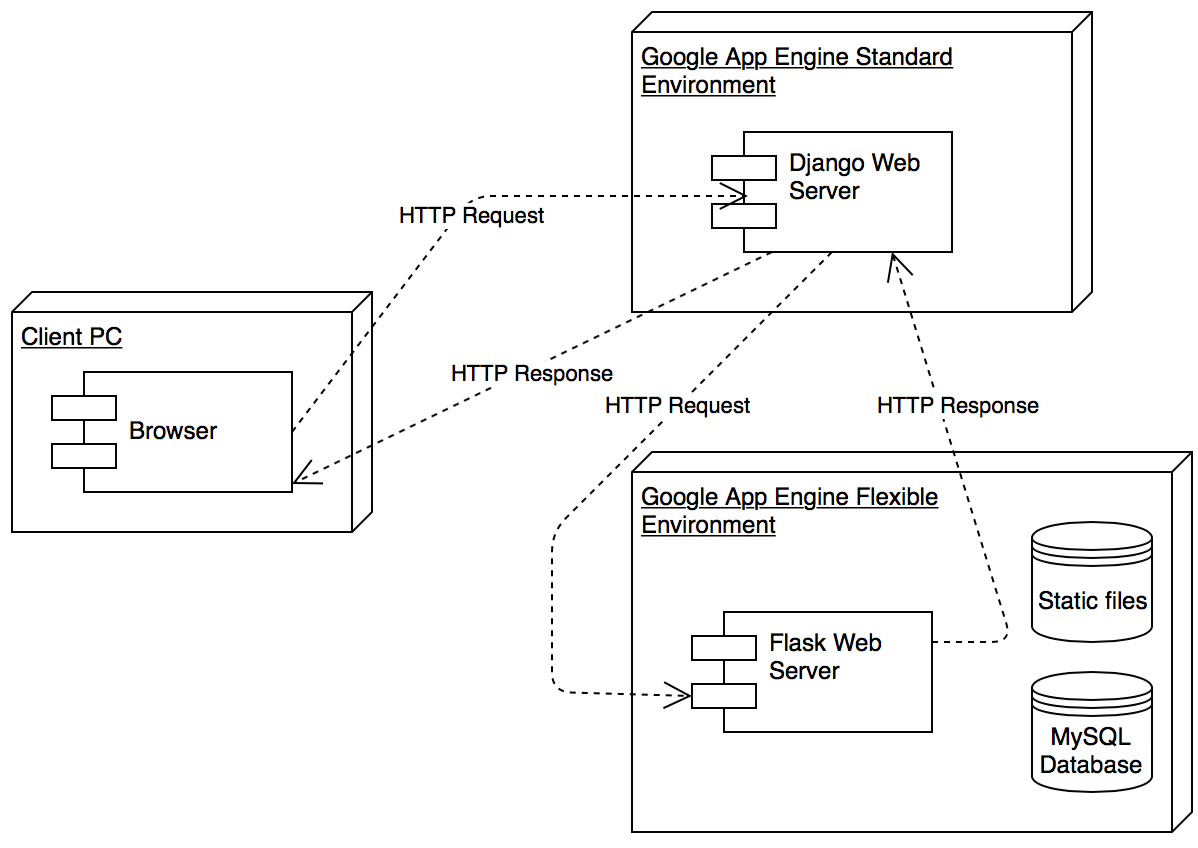 Google App Engine Standard
Environment
Django Web
Server
HTTP Request
Client PC
Browser
HTTP Response
HTTP Request
HTTP Response
Google App Engine Flexible
Environment
Static files
Flask Web
Server
MySQL
Database